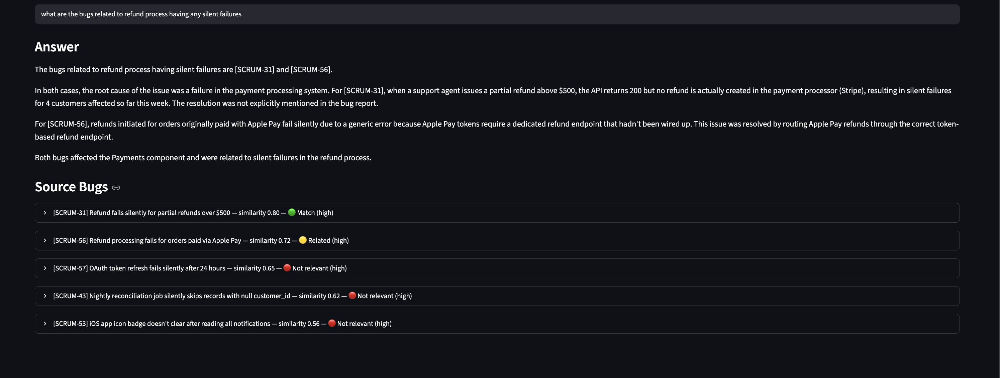 what are the bugs related to refund process having any silent failures
Answer
The bugs related to refund process having silent failures are [SCRUM-31] and [SCRUM-56].
In both cases, the root cause of the issue was a failure in the payment processing system. For [SCRUM-31], when a support agent issues a partial refund above $500, the API returns 200 but no refund is actually created in the payment processor (Stripe), resulting in silent failures
for 4 customers affected so far this week. The resolution was not explicitly mentioned in the bug report.
For [SCRUM-56], refunds initiated for orders originally paid with Apple Pay fail silently due to a generic error because Apple Pay tokens require a dedicated refund endpoint that hadn't been wired up. This issue was resolved by routing Apple Pay refunds through the correct token-
based refund endpoint.
Both bugs affected the Payments component and were related to silent failures in the refund process.
Source Bugs
[SCRUM-31] Refund fails silently for partial refunds over $500 — similarity 0.80 — 🟢 Match (high)
[SCRUM-56] Refund processing fails for orders paid via Apple Pay — similarity 0.72 — 🟡 Related (high)
[SCRUM-57] OAuth token refresh fails silently after 24 hours — similarity 0.65 — 🔴 Not relevant (high)
[SCRUM-43] Nightly reconciliation job silently skips records with null customer_id — similarity 0.62 — 🔴 Not relevant (high)
[SCRUM-53] iOS app icon badge doesn't clear after reading all notifications — similarity 0.56 — 🔴 Not relevant (high)